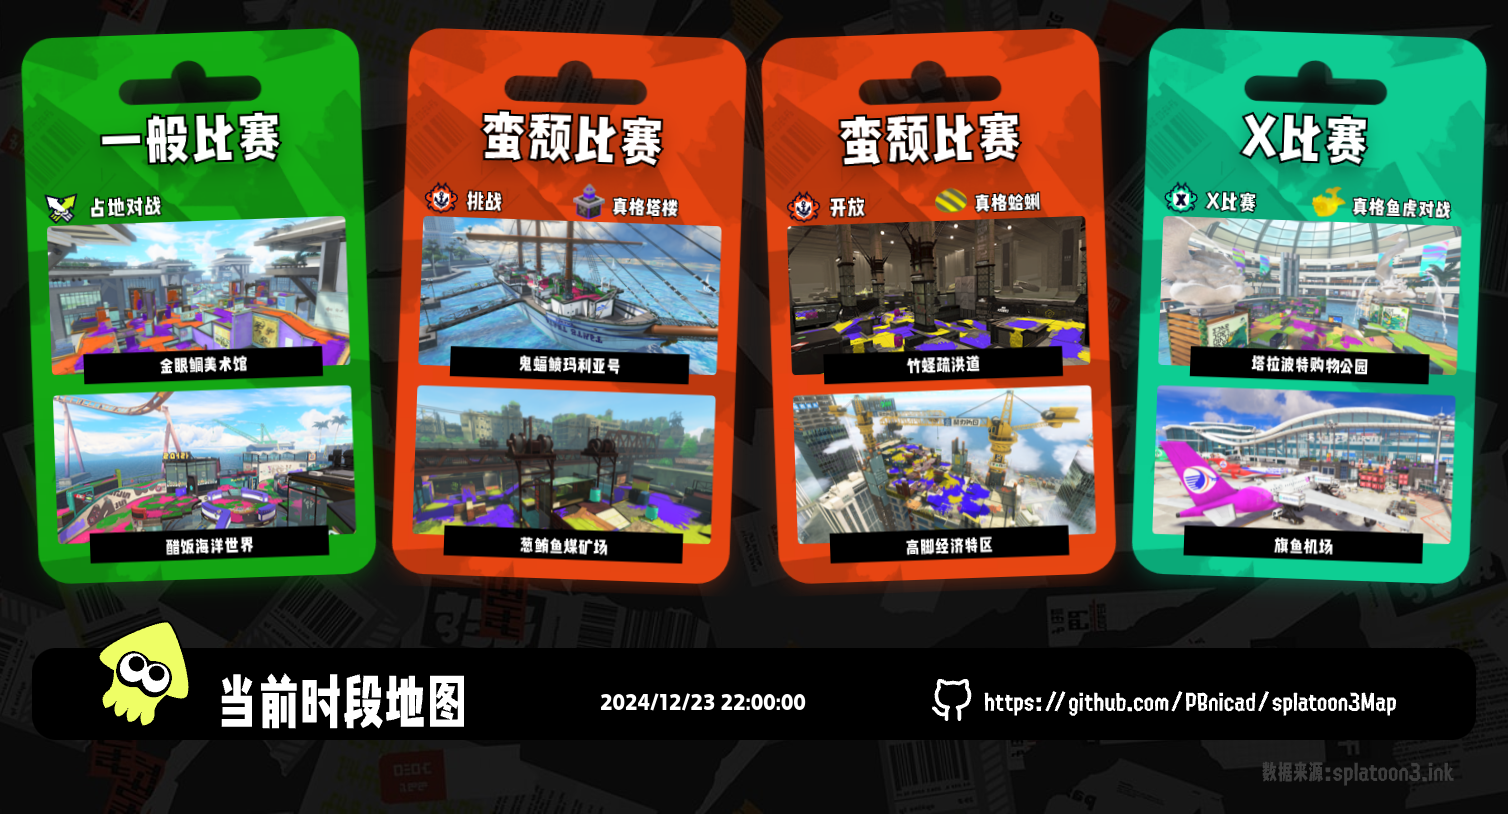 一般比赛
占地对战
金眼鲷美术馆
醋饭海洋世界
蛮颓比赛
挑战
真格塔楼
鬼蝠鲼玛利亚号
葱鲔鱼煤矿场
蛮颓比赛
开放
真格蛤蜊
竹蛏疏洪道
高脚经济特区
X比赛
X比赛
真格鱼虎对战
塔拉波特购物公园
旗鱼机场
当前时段地图
2024/12/23 22:00:00
https://github.com/PBnicad/splatoon3Map
数据来源:splatoon3.ink